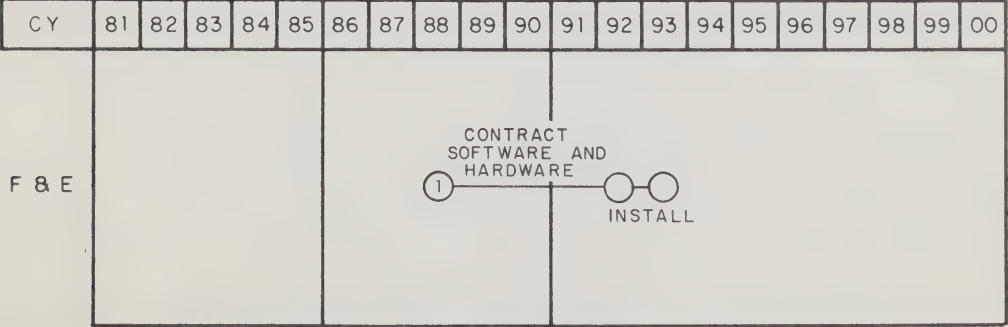 CY 81 82 83 84 85 86 87 88 89 90 91 92 93 94 95 96 97 98 99 00
CONTRACT
SOFTWARE AND
HARDWARE
F & E
1
INSTALL